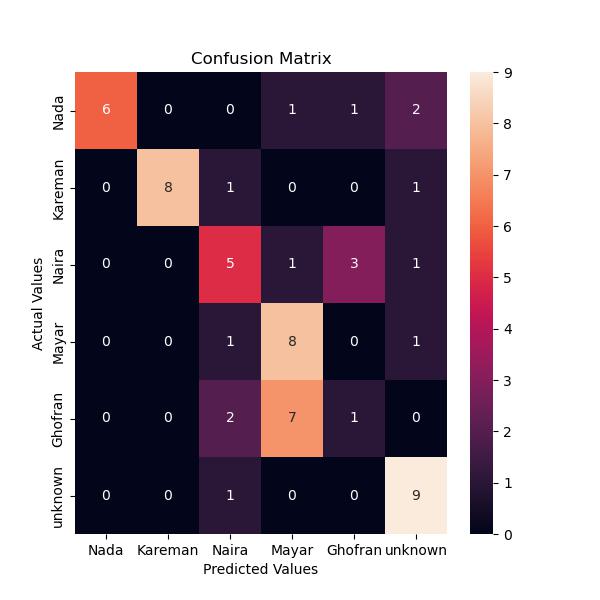 Confusion Matrix
Nada 6 0 0 1 1 2
Kareman 0 8 1 0 0 1
Naira 0 0 5 1 3 1
Mayar 0 0 1 8 0 1
Ghofran 0 0 2 7 1 0
unknown 0 0 1 0 0 9
Nada Kareman Naira Mayar Ghofran unknown
Predicted Values
Actual Values
9
8
7
6
5
4
3
2
1
0